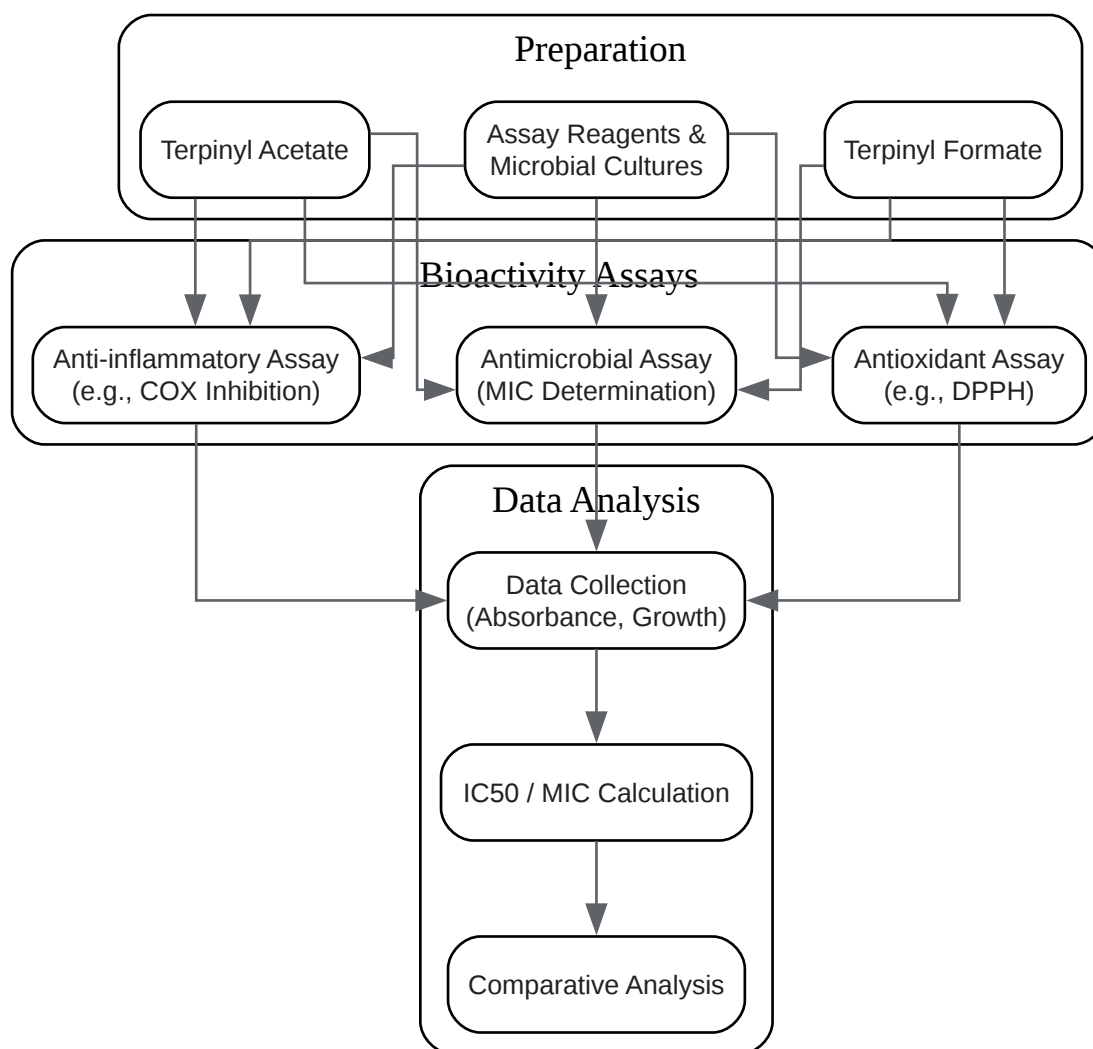 Preparation
Terpinyl Acetate
Assay Reagents &
Microbial Cultures
Terpinyl Formate
Bioactivity Assays
Anti-inflammatory Assay
(e.g., COX Inhibition)
Antimicrobial Assay
(MIC Determination)
Antioxidant Assay
(e.g., DPPH)
Data Analysis
Data Collection
(Absorbance, Growth)
IC50 / MIC Calculation
Comparative Analysis